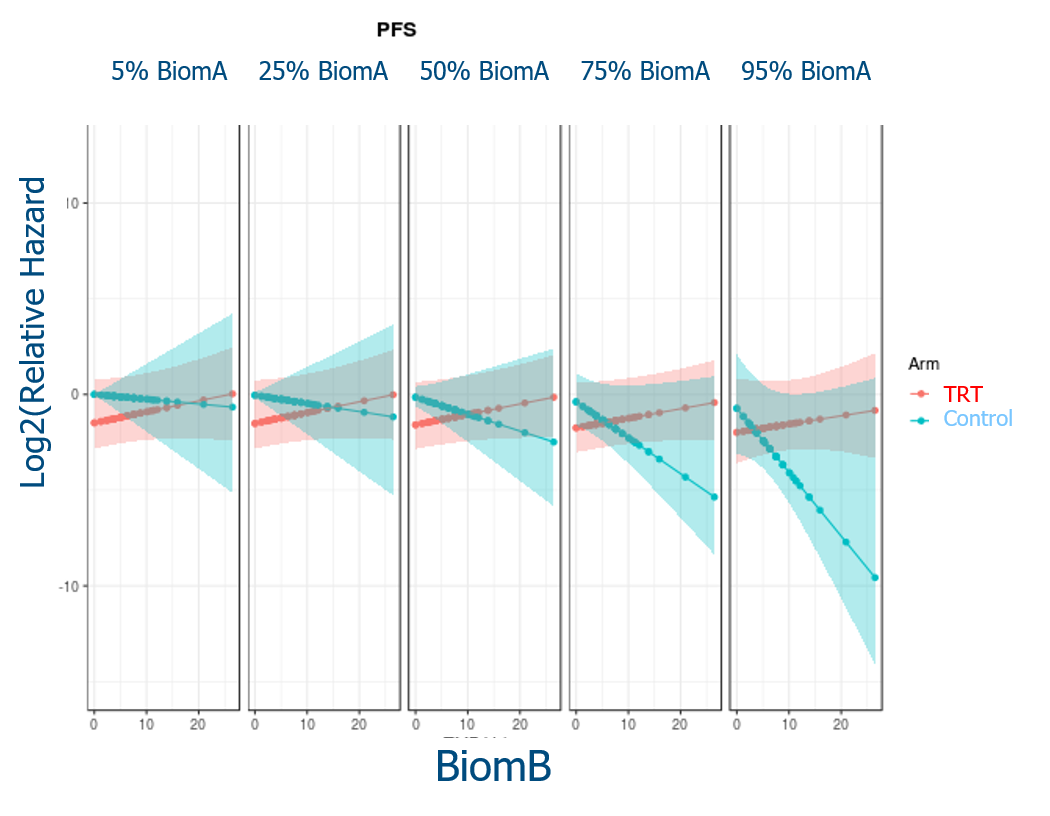 PFS
5% BiomA 25% BiomA 50% BiomA 75% BiomA 95% BiomA
Log2(Relative Hazard
10
0
-10
0 10 20 0 10 20 0 10 20 0 10 20 0 10 20
BiomB
Arm
TRT
Control